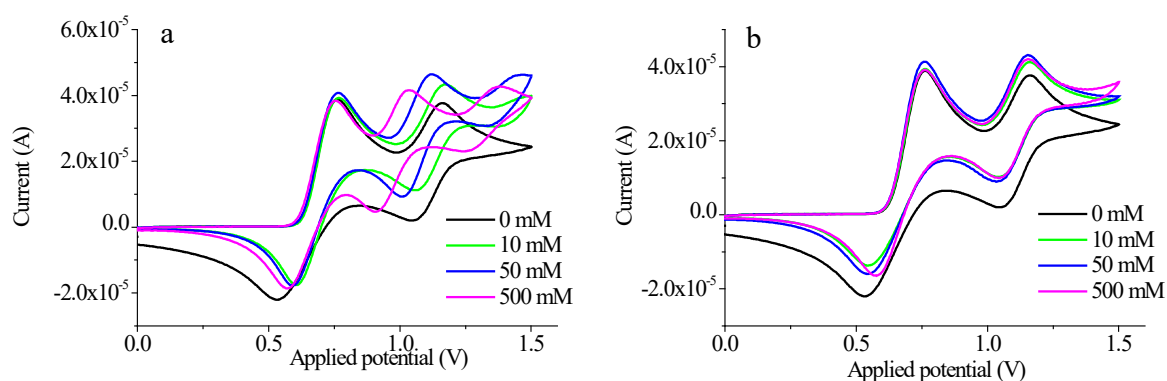 a
6.0x10-5
4.0x10-5
2.0x10-5
0.0
-2.0x10-5
Current (A)
0 mM
10 mM
50 mM
500 mM
0.0 0.5 1.0 1.5
Applied potential (V)
b
4.0x10-5
2.0x10-5
0.0
-2.0x10-5
Current (A)
0 mM
10 mM
50 mM
500 mM
0.0 0.5 1.0 1.5
Applied potential (V)